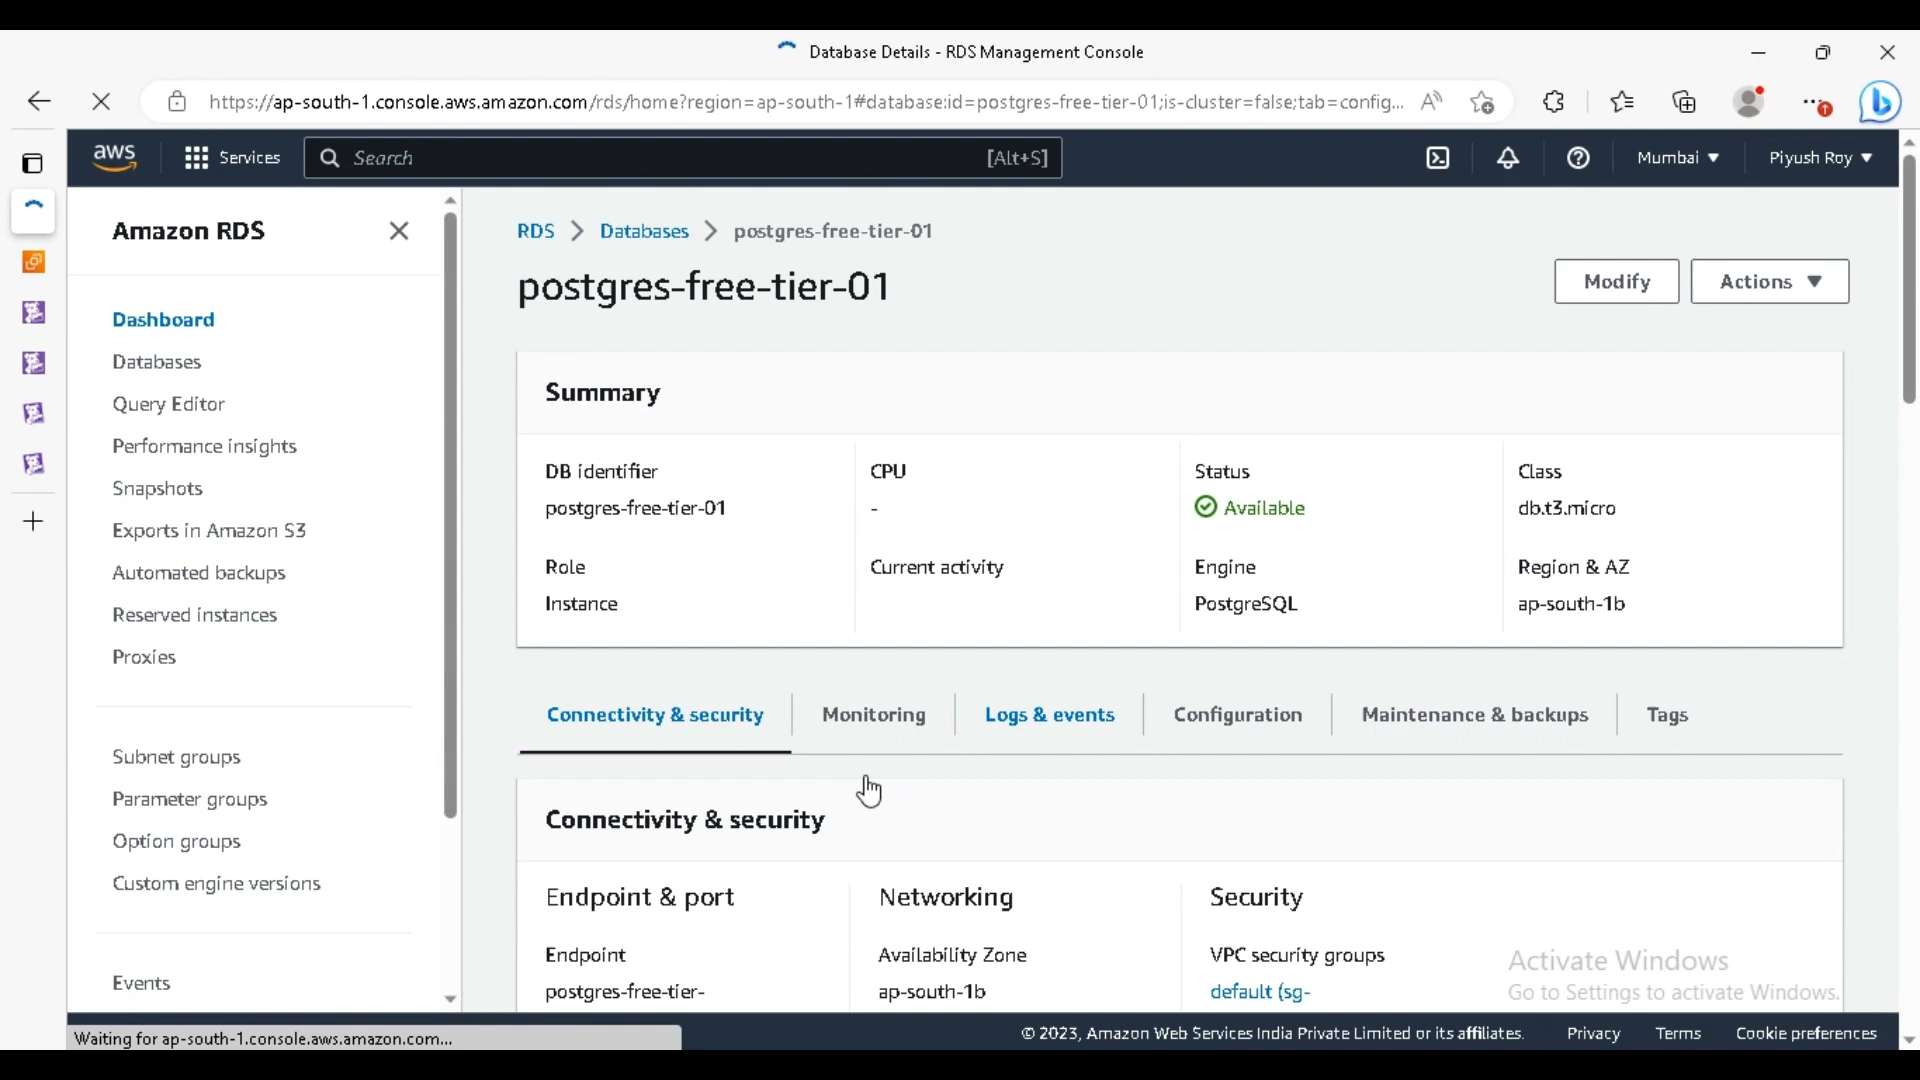 Database Details - RDS Management Console
https://ap-south-1.console.aws.amazon.com/rds/home?region=ap-south-1#database:id=postgres-free-tier-01;is-cluster=false;tab=config...
aws Services Search [Alt+S] Mumbai Piyush Roy
Amazon RDS
Dashboard
Databases
Query Editor
Performance insights
Snapshots
Exports in Amazon S3
Automated backups
Reserved instances
Proxies
Subnet groups
Parameter groups
Option groups
Custom engine versions
Events
RDS > Databases > postgres-free-tier-01
postgres-free-tier-01
Modify
Actions
Summary
DB identifier
postgres-free-tier-01
CPU
-
Status
Available
Class
db.t3.micro
Role
Instance
Current activity
Engine
PostgreSQL
Region & AZ
ap-south-1b
Connectivity & security Monitoring Logs & events Configuration Maintenance & backups Tags
Connectivity & security
Endpoint & port
Endpoint
postgres-free-tier-
Networking
Availability Zone
ap-south-1b
Security
VPC security groups
default (sg-
Activate Windows
Go to Settings to activate Windows.
Waiting for ap-south-1.console.aws.amazon.com...
© 2023, Amazon Web Services India Private Limited or its affiliates. Privacy Terms Cookie preferences